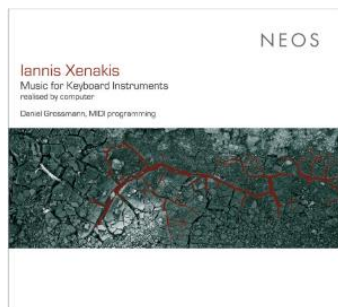 NEOS
Iannis Xenakis
Music for Keyboard Instruments
realised by computer
Daniel Grossmann, MIDI programming